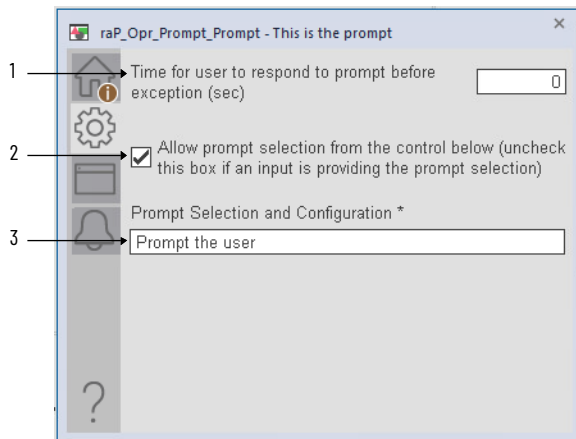 raP_Opr_Prompt_Prompt - This is the prompt
×
1
Time for user to respond to prompt before
exception (sec)
0
2
Allow prompt selection from the control below (uncheck
this box if an input is providing the prompt selection)
Prompt Selection and Configuration *
3
Prompt the user
?